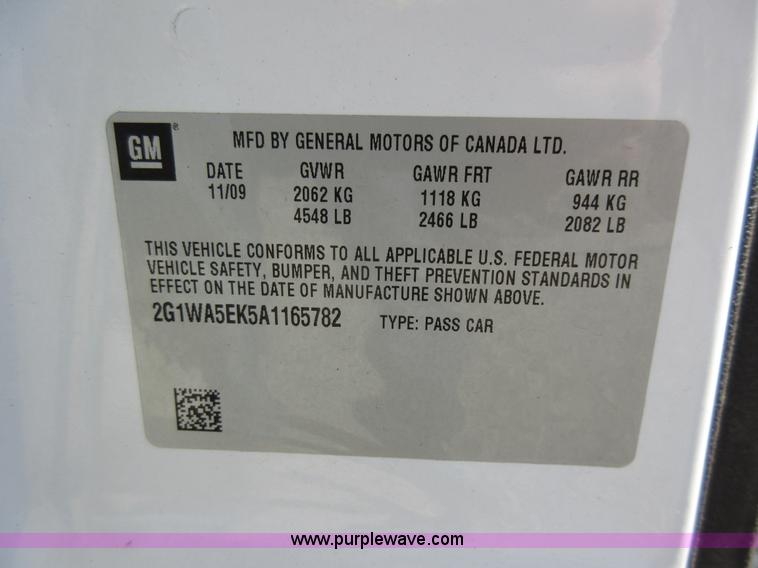 GM ®
MFD BY GENERAL MOTORS OF CANADA LTD.
DATE GVWR GAWR FRT GAWR RR
11/09 2062 KG 1118 KG 944 KG
4548 LB 2466 LB 2082 LB
THIS VEHICLE CONFORMS TO ALL APPLICABLE U.S. FEDERAL MOTOR
VEHICLE SAFETY, BUMPER, AND THEFT PREVENTION STANDARDS IN
EFFECT ON THE DATE OF MANUFACTURE SHOWN ABOVE.
2G1WA5EK5A1165782 TYPE: PASS CAR
www.purplewave.com